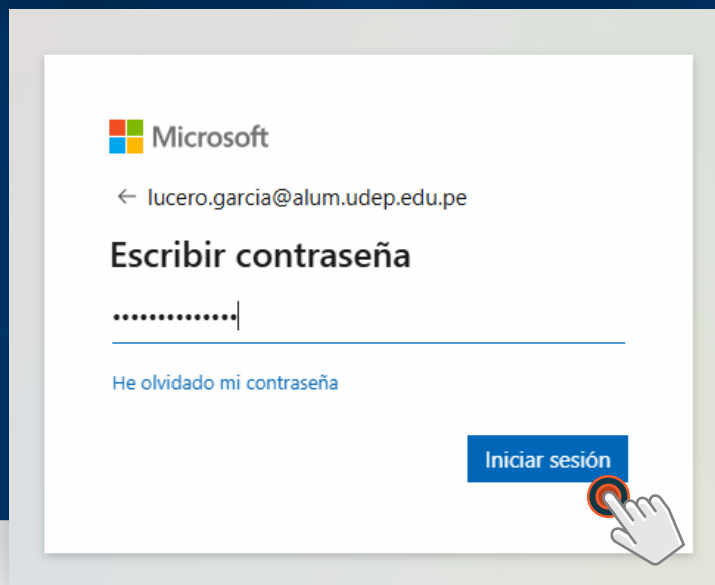 Microsoft
← lucero.garcia@alum.udep.edu.pe
Escribir contraseña
••••••••••••••
He olvidado mi contraseña
Iniciar sesión